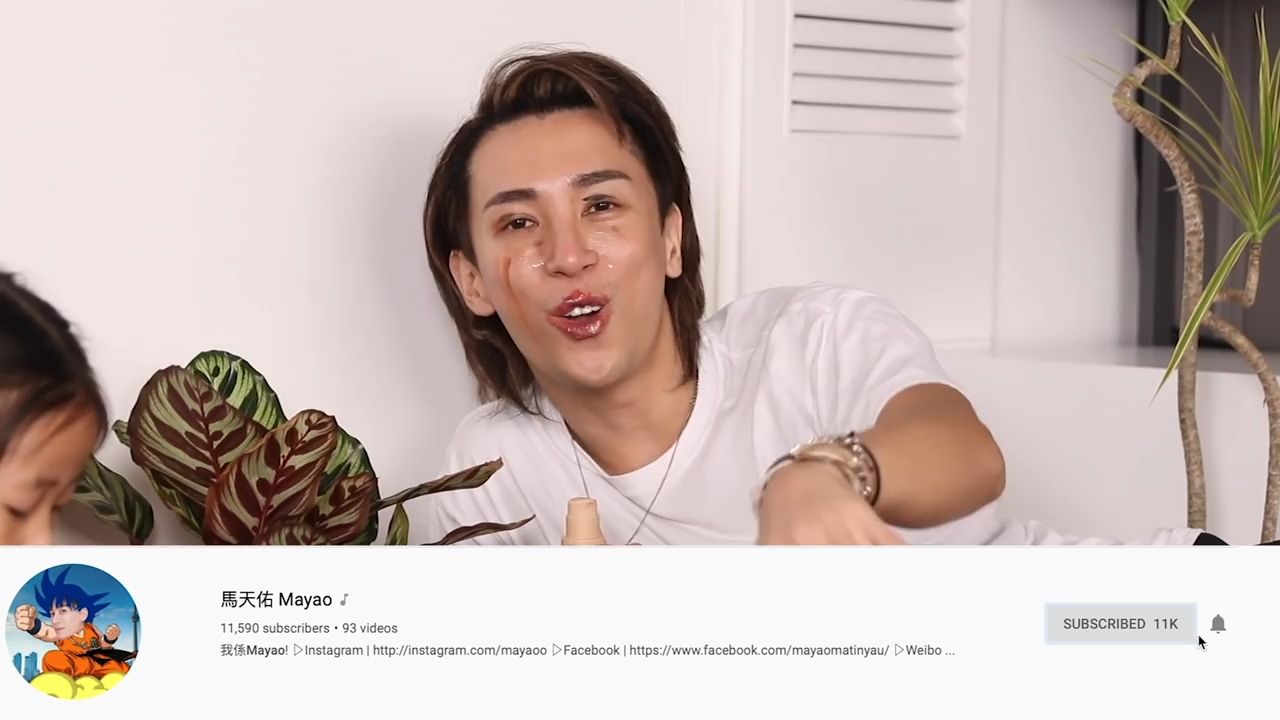 馬天佑 Mayao
11,590 subscribers • 93 videos
我係Mayao! ▷Instagram | http://instagram.com/mayaoo ▷Facebook | https://www.facebook.com/mayaomatinyau/ ▷Weibo ...
SUBSCRIBED 11K